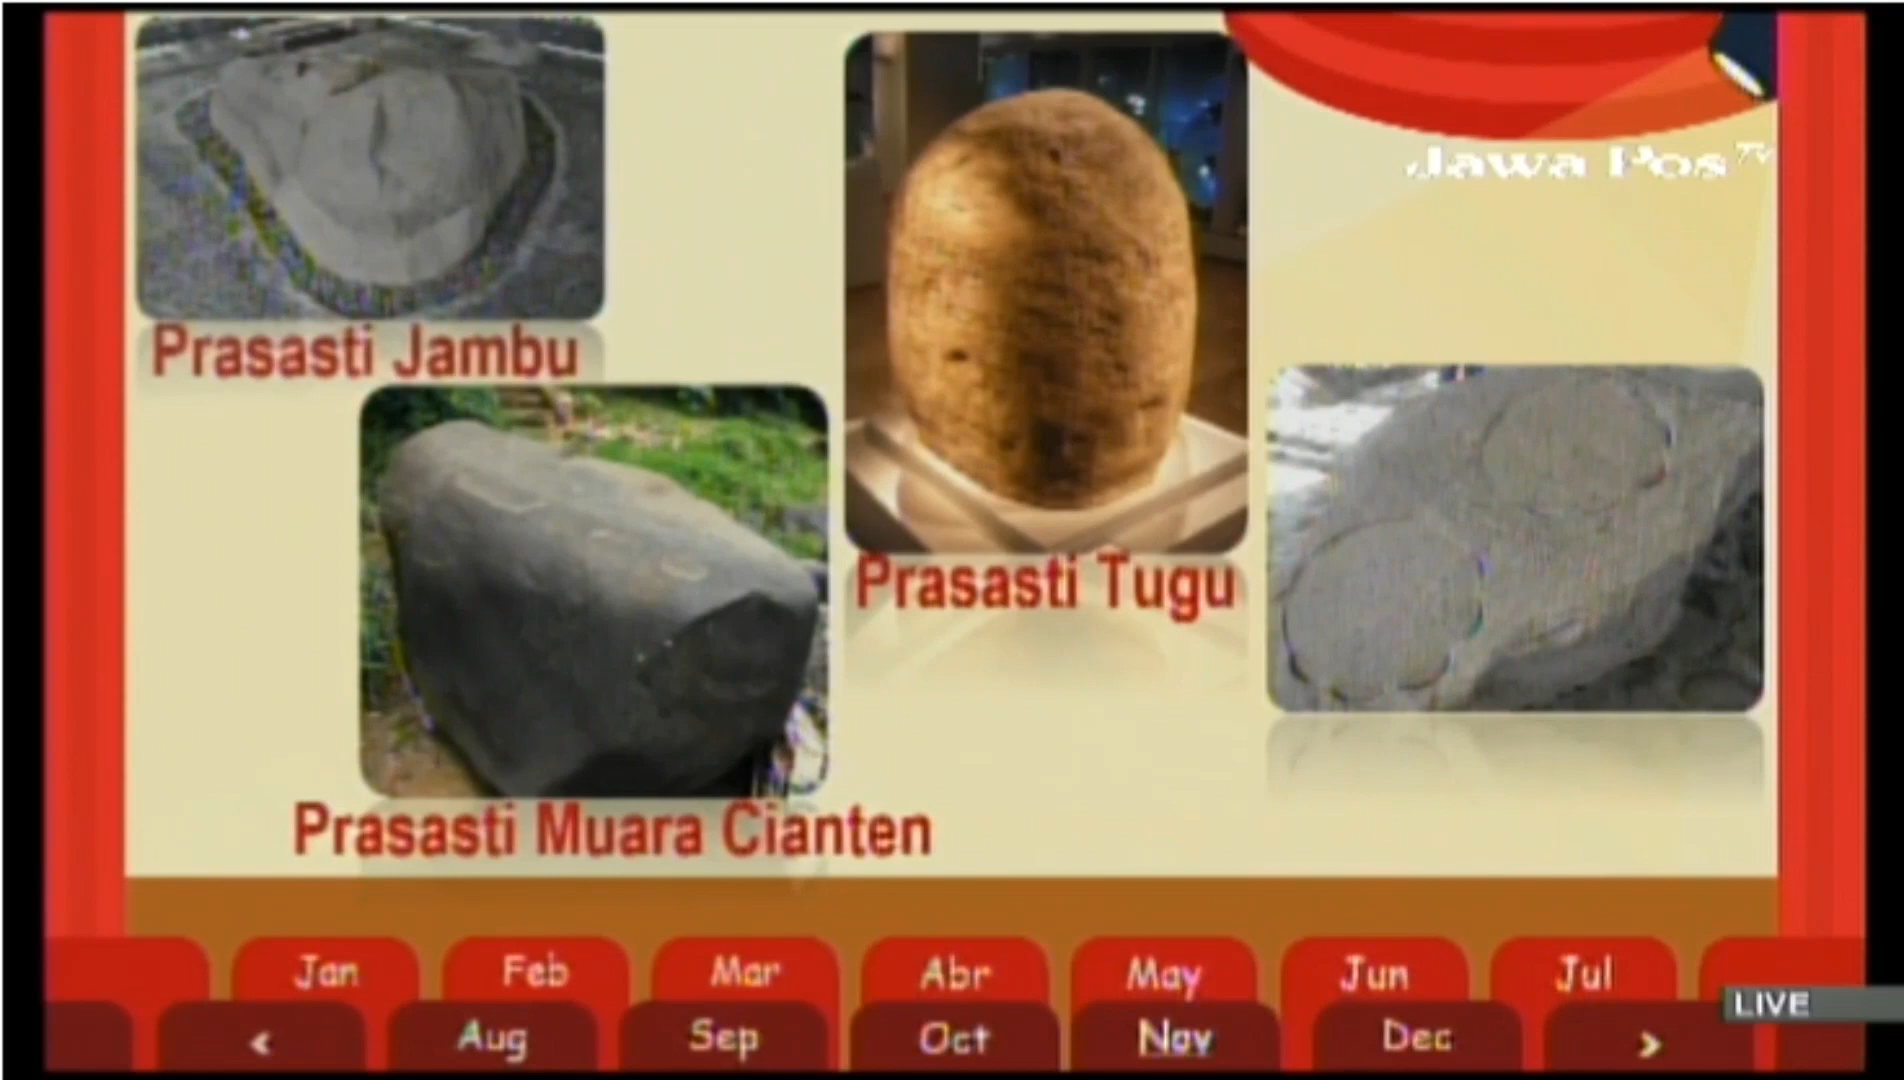 Jawa Pos TV
Prasasti Jambu
Prasasti Tugu
Prasasti Muara Cianten
Jan Feb Mar Abr May Jun Jul
< Aug Sep Oct Nov Dec >
LIVE